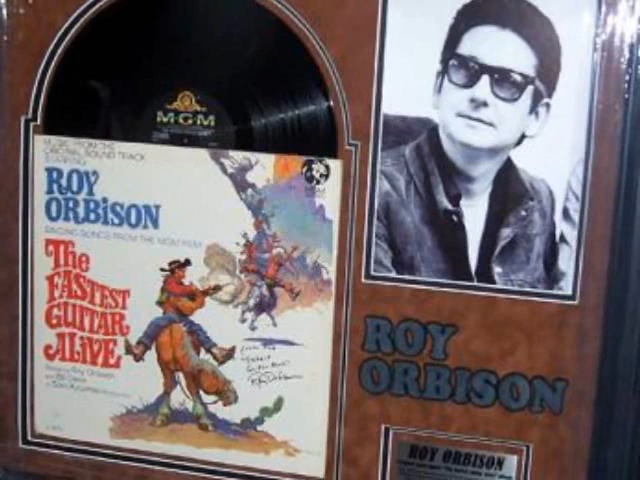 M·G·M
MUSIC FROM THE
ORIGINAL SOUND TRACK
STARRING
ROY
ORBISON
SINGING SONGS FROM THE MGM FILM
The
FASTEST
GUITAR
ALIVE
ROY
ORBISON
ROY ORBISON